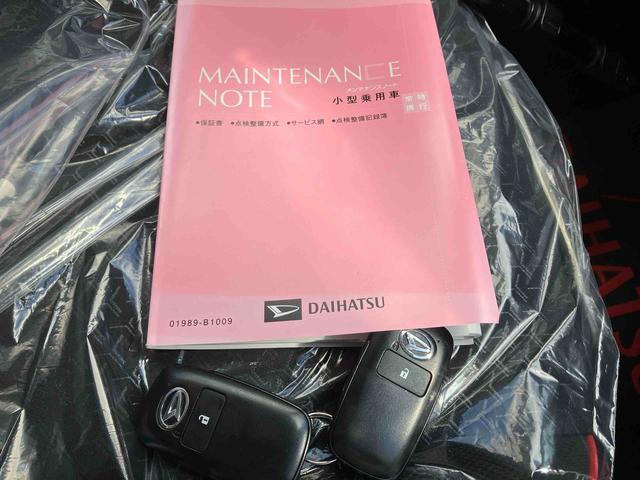 MAINTENANCE
NOTE
メンテナンスノート
小型乗用車
常時
携行
●保証書 ●点検整備方式 ●サービス網 ●点検整備記録簿
01989-B1009
DAIHATSU
DAIHATSU